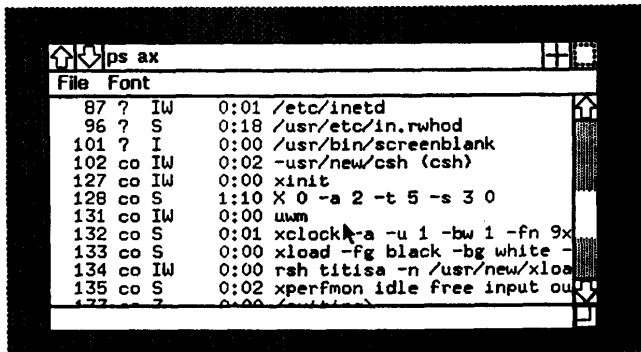 ps ax
File Font
87 ? IW 0:01 /etc/inetd
96 ? S 0:18 /usr/etc/in.rwhod
101 ? I 0:00 /usr/bin/screenblank
102 co IW 0:02 -usr/new/csh (csh)
127 co IW 0:00 xinit
128 co S 1:10 X 0 -a 2 -t 5 -s 3 0
131 co IW 0:00 uwm
132 co S 0:01 xclock -a -u 1 -bw 1 -fn 9x
133 co S 0:00 xload -fg black -bg white -
134 co IW 0:00 rsh titisa -n /usr/new/xloa
135 co S 0:02 xperfmon idle free input ou